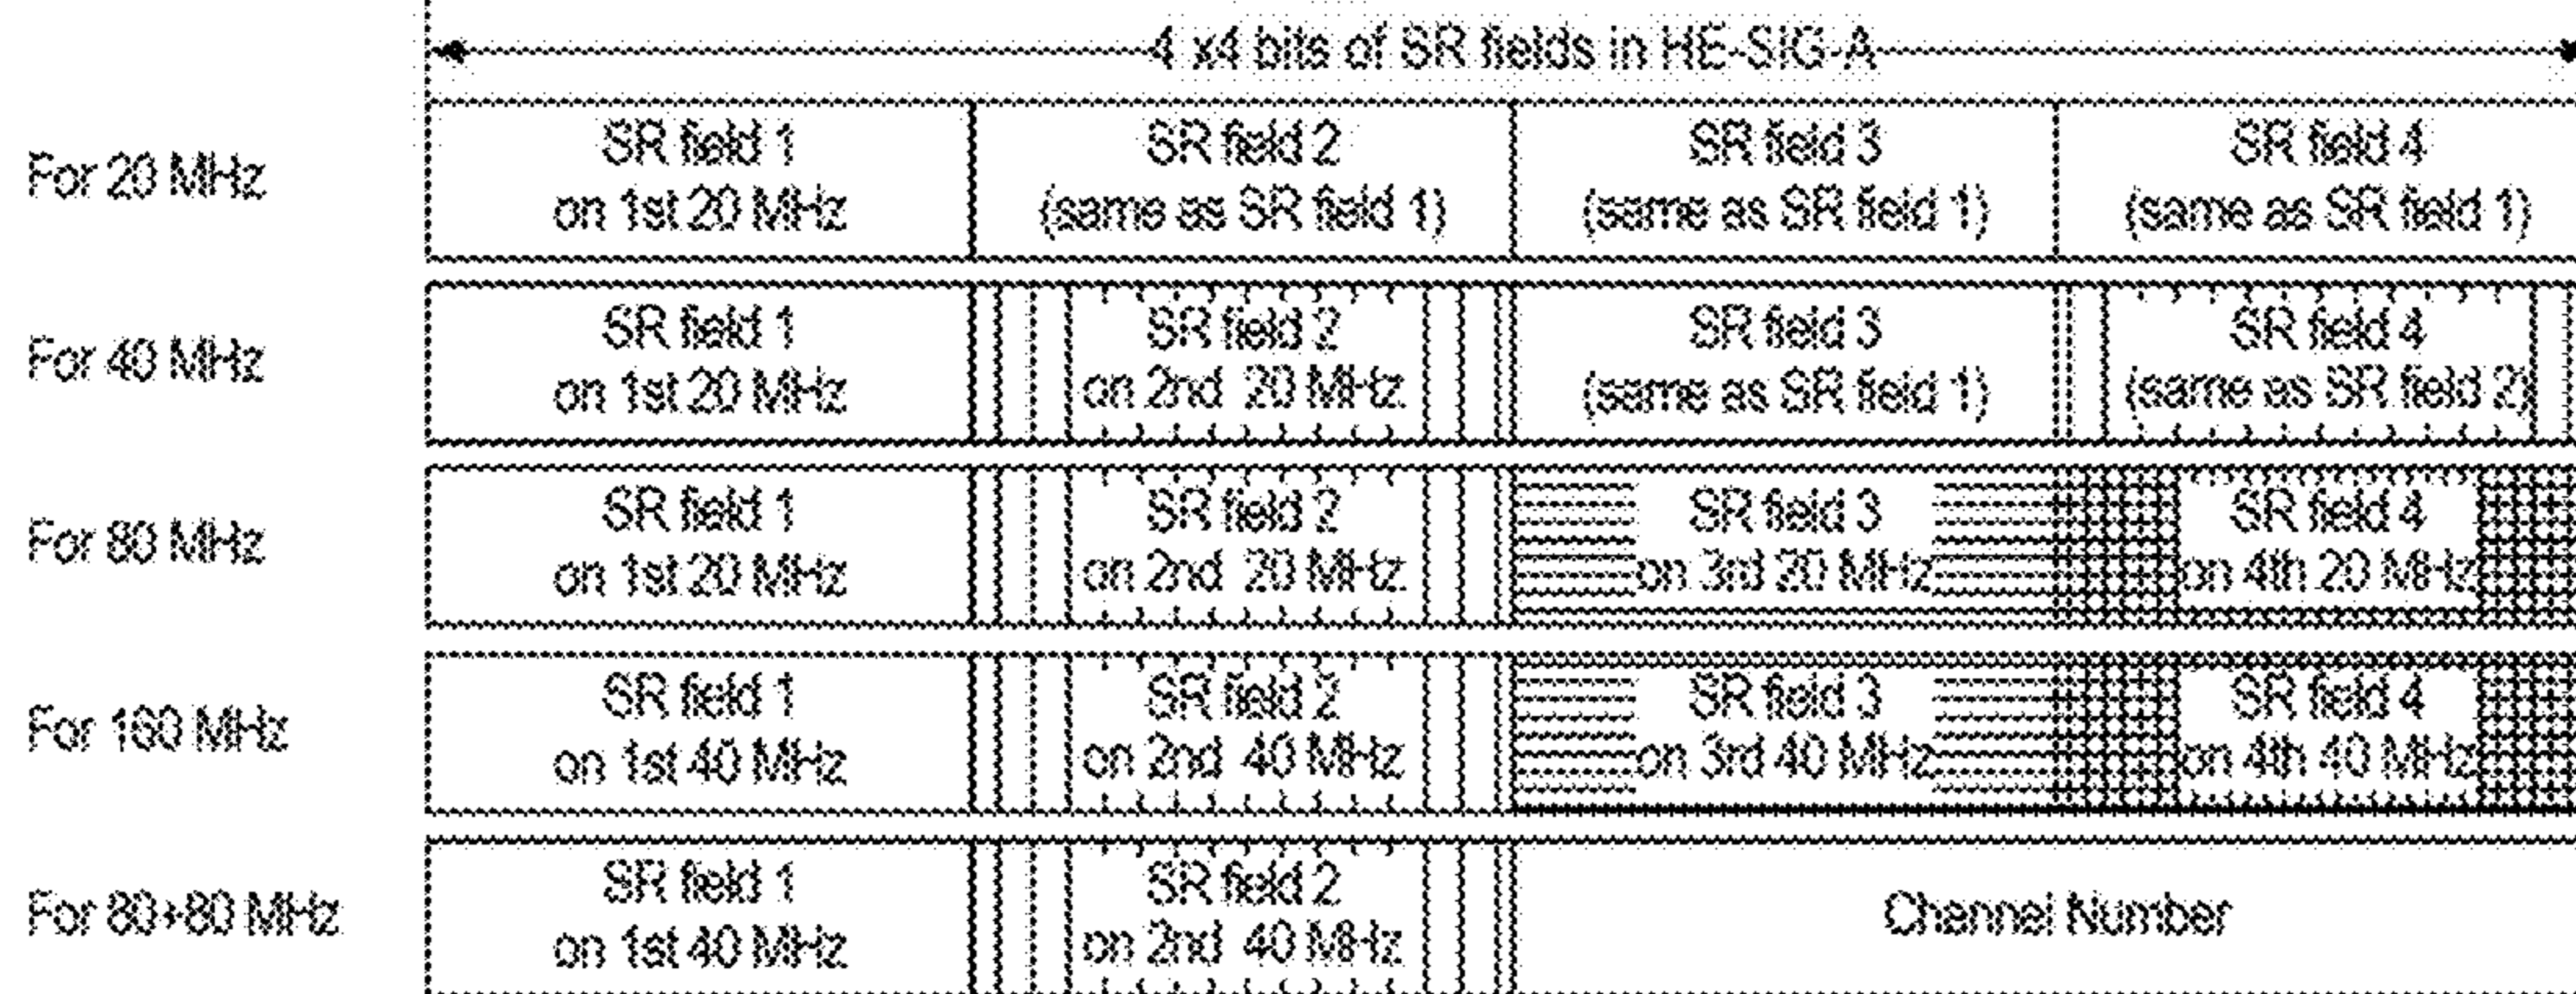 4 x4 bits of SR fields in HE-SIG-A
For 20 MHz
SR field 1
on 1st 20 MHz
SR field 2
(same as SR field 1)
SR field 3
(same as SR field 1)
SR field 4
(same as SR field 1)
For 40 MHz
SR field 1
on 1st 20 MHz
SR field 2
on 2nd 20 MHz
SR field 3
(same as SR field 1)
SR field 4
(same as SR field 2)
For 80 MHz
SR field 1
on 1st 20 MHz
SR field 2
on 2nd 20 MHz
SR field 3
on 3rd 20 MHz
SR field 4
on 4th 20 MHz
For 160 MHz
SR field 1
on 1st 40 MHz
SR field 2
on 2nd 40 MHz
SR field 3
on 3rd 40 MHz
SR field 4
on 4th 40 MHz
For 80+80 MHz
SR field 1
on 1st 40 MHz
SR field 2
on 2nd 40 MHz
Channel Number